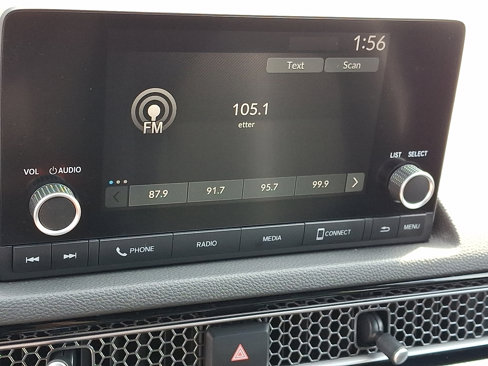 1:56
Text Scan
105.1
etter
FM
VOL AUDIO
LIST SELECT
87.9 91.7 95.7 99.9
PHONE RADIO MEDIA CONNECT MENU